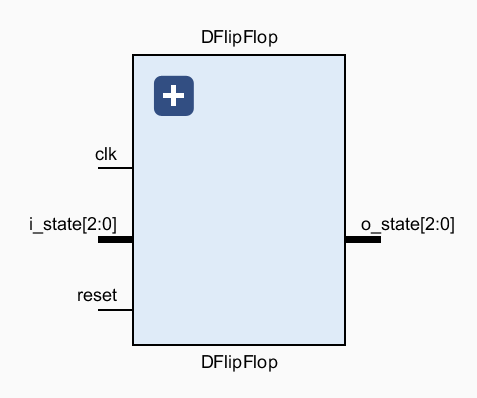 DFlipFlop
clk
i_state[2:0]
o_state[2:0]
reset
DFlipFlop